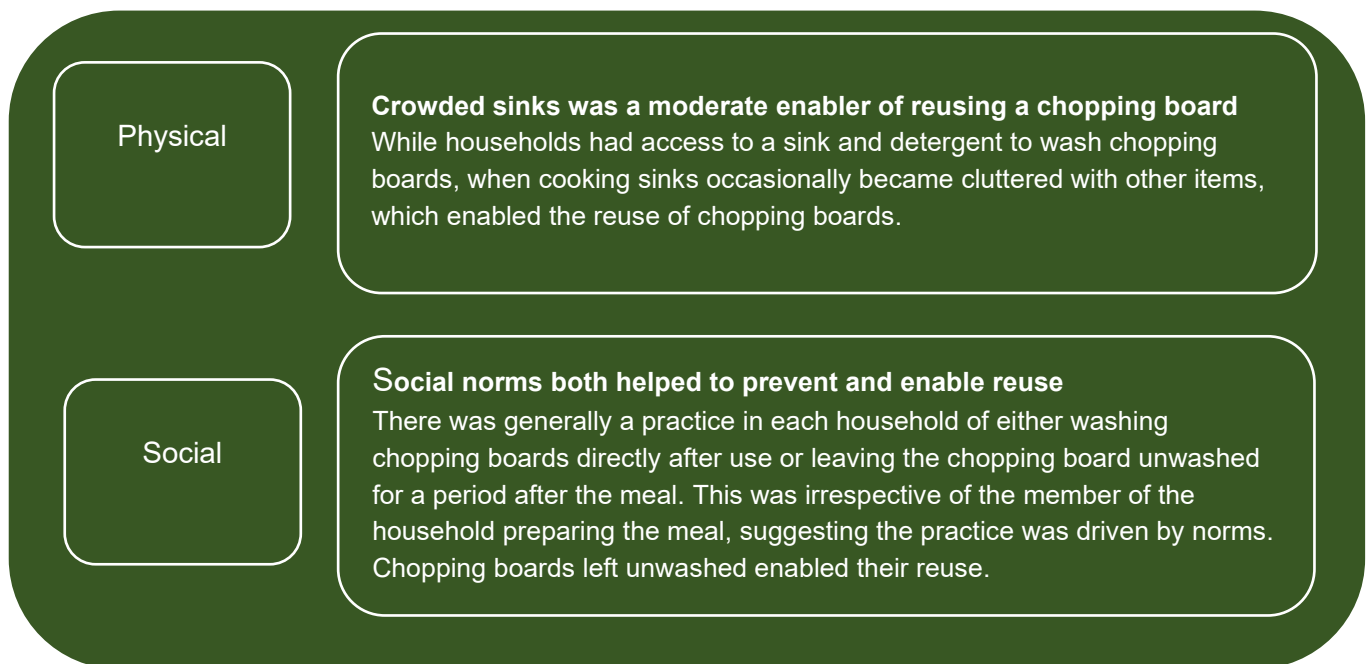 Physical
Crowded sinks was a moderate enabler of reusing a chopping board
While households had access to a sink and detergent to wash chopping
boards, when cooking sinks occasionally became cluttered with other items,
which enabled the reuse of chopping boards.
Social
Social norms both helped to prevent and enable reuse
There was generally a practice in each household of either washing
chopping boards directly after use or leaving the chopping board unwashed
for a period after the meal. This was irrespective of the member of the
household preparing the meal, suggesting the practice was driven by norms.
Chopping boards left unwashed enabled their reuse.